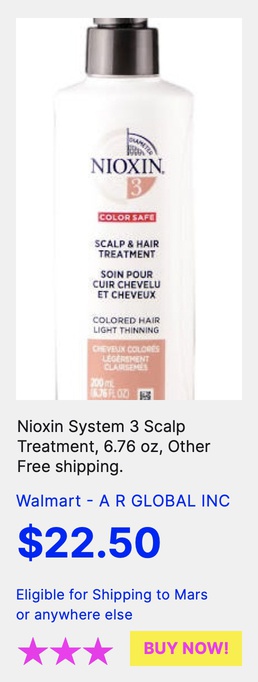 DIAMETER
NIOXIN.
3
COLOR SAFE
SCALP & HAIR
TREATMENT
SOIN POUR
CUIR CHEVELU
ET CHEVEUX
COLORED HAIR
LIGHT THINNING
CHEVEUX COLORÉS
LÉGÈREMENT
CLAIRSEMÉS
200 mL
(6.76 FL OZ)
Nioxin System 3 Scalp
Treatment, 6.76 oz, Other
Free shipping.
Walmart - A R GLOBAL INC
$22.50
Eligible for Shipping to Mars
or anywhere else
BUY NOW!